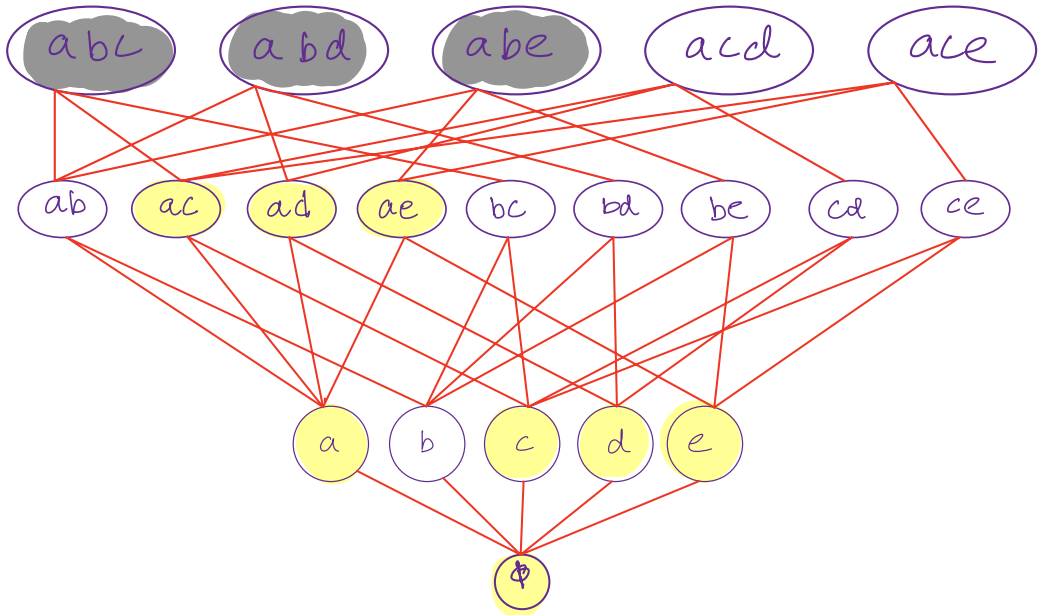 abc abd abe acd ace
ab ac ad ae bc bd be cd ce
a b c d e
ϕ